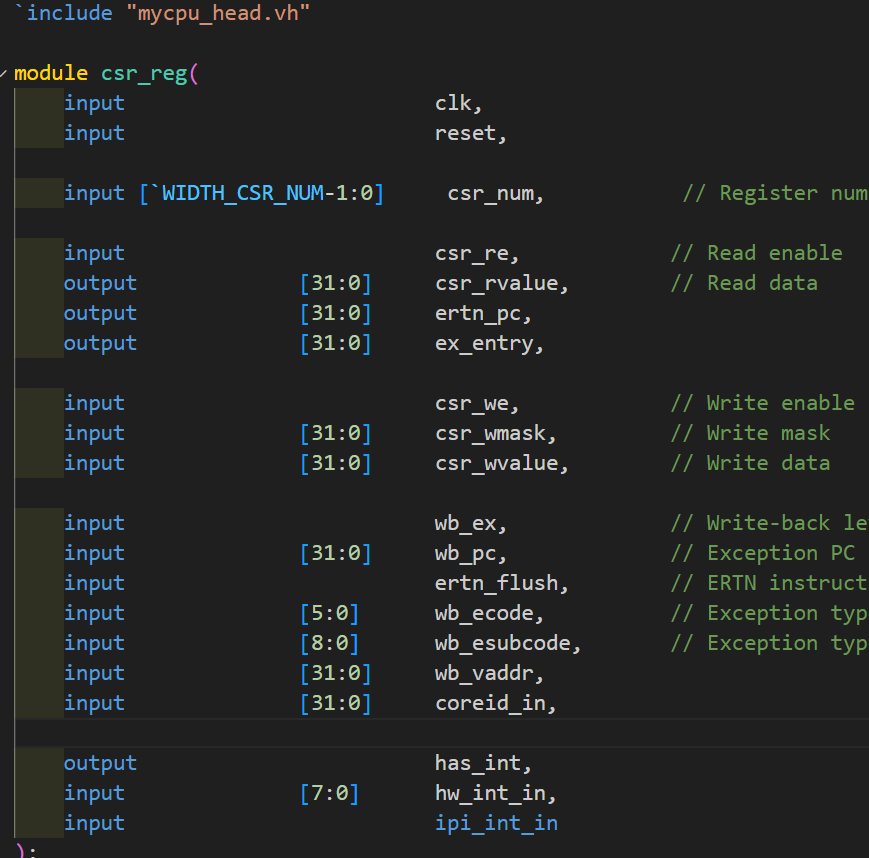 `include "mycpu_head.vh"
module csr_reg(
input clk,
input reset,
input [`WIDTH_CSR_NUM-1:0] csr_num, // Register num
input csr_re, // Read enable
output [31:0] csr_rvalue, // Read data
output [31:0] ertn_pc,
output [31:0] ex_entry,
input csr_we, // Write enable
input [31:0] csr_wmask, // Write mask
input [31:0] csr_wvalue, // Write data
input wb_ex, // Write-back le
input [31:0] wb_pc, // Exception PC
input ertn_flush, // ERTN instruct
input [5:0] wb_ecode, // Exception typ
input [8:0] wb_esubcode, // Exception typ
input [31:0] wb_vaddr,
input [31:0] coreid_in,
output has_int,
input [7:0] hw_int_in,
input ipi_int_in
);